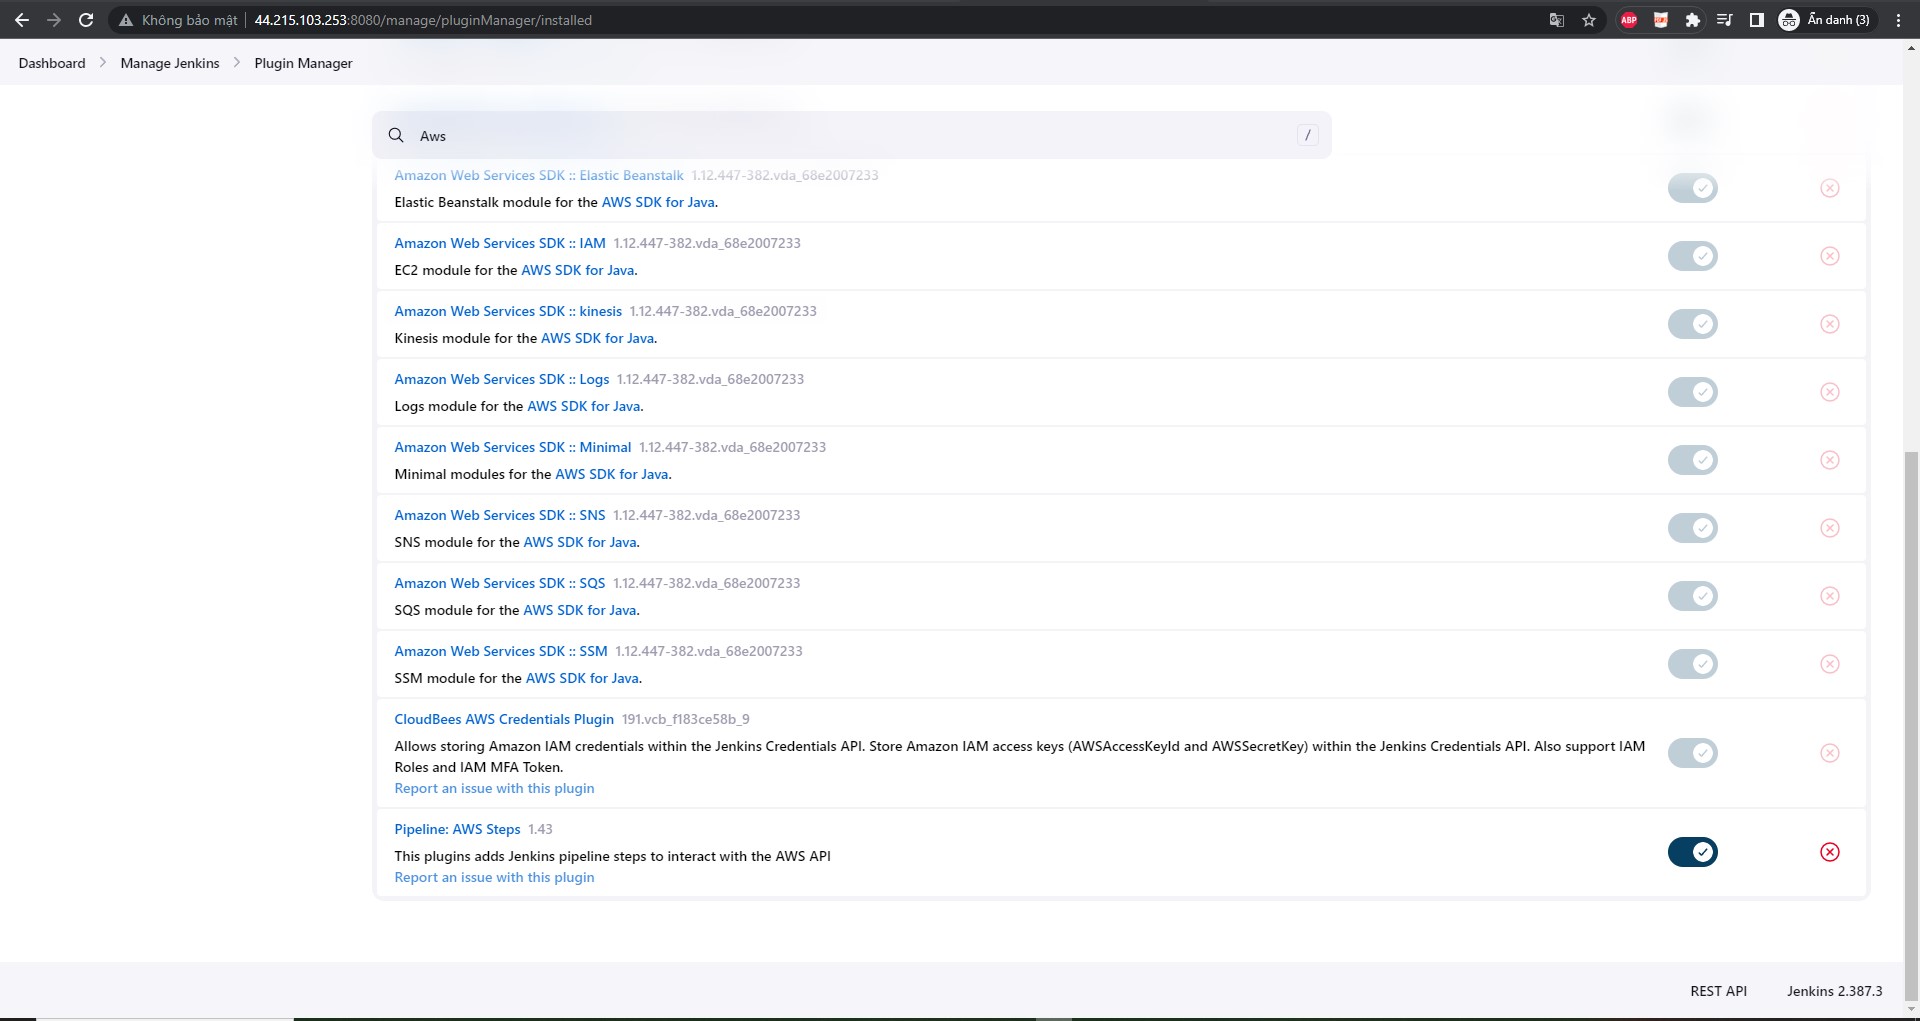 Không bảo mật 44.215.103.253:8080/manage/pluginManager/installed ABP Ẩn danh (3)
Dashboard Manage Jenkins Plugin Manager
Aws /
Amazon Web Services SDK :: Elastic Beanstalk 1.12.447-382.vda_68e2007233
Elastic Beanstalk module for the AWS SDK for Java.
Amazon Web Services SDK :: IAM 1.12.447-382.vda_68e2007233
EC2 module for the AWS SDK for Java.
Amazon Web Services SDK :: kinesis 1.12.447-382.vda_68e2007233
Kinesis module for the AWS SDK for Java.
Amazon Web Services SDK :: Logs 1.12.447-382.vda_68e2007233
Logs module for the AWS SDK for Java.
Amazon Web Services SDK :: Minimal 1.12.447-382.vda_68e2007233
Minimal modules for the AWS SDK for Java.
Amazon Web Services SDK :: SNS 1.12.447-382.vda_68e2007233
SNS module for the AWS SDK for Java.
Amazon Web Services SDK :: SQS 1.12.447-382.vda_68e2007233
SQS module for the AWS SDK for Java.
Amazon Web Services SDK :: SSM 1.12.447-382.vda_68e2007233
SSM module for the AWS SDK for Java.
CloudBees AWS Credentials Plugin 191.vcb_f183ce58b_9
Allows storing Amazon IAM credentials within the Jenkins Credentials API. Store Amazon IAM access keys (AWSAccessKeyId and AWSSecretKey) within the Jenkins Credentials API. Also support IAM
Roles and IAM MFA Token.
Report an issue with this plugin
Pipeline: AWS Steps 1.43
This plugins adds Jenkins pipeline steps to interact with the AWS API
Report an issue with this plugin
REST API Jenkins 2.387.3